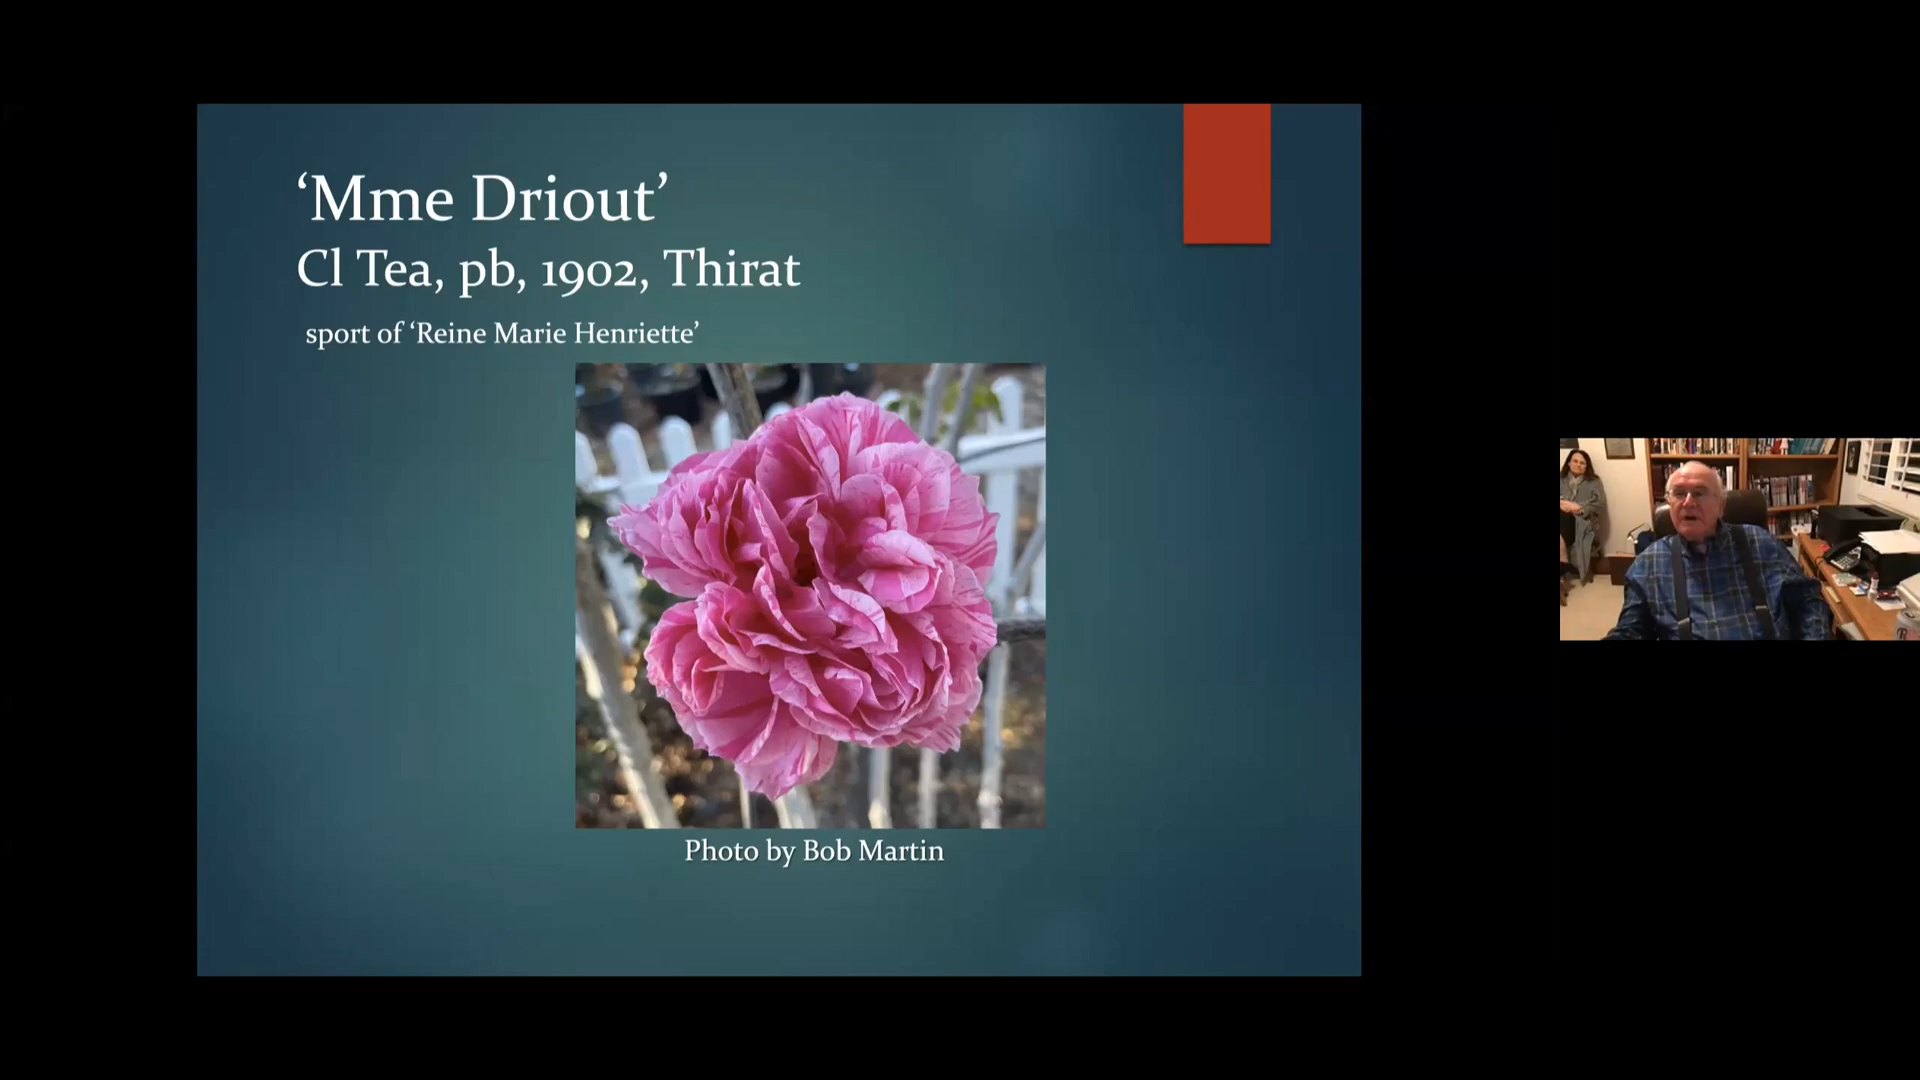 ‘Mme Driout’
Cl Tea, pb, 1902, Thirat
sport of ‘Reine Marie Henriette’
Photo by Bob Martin